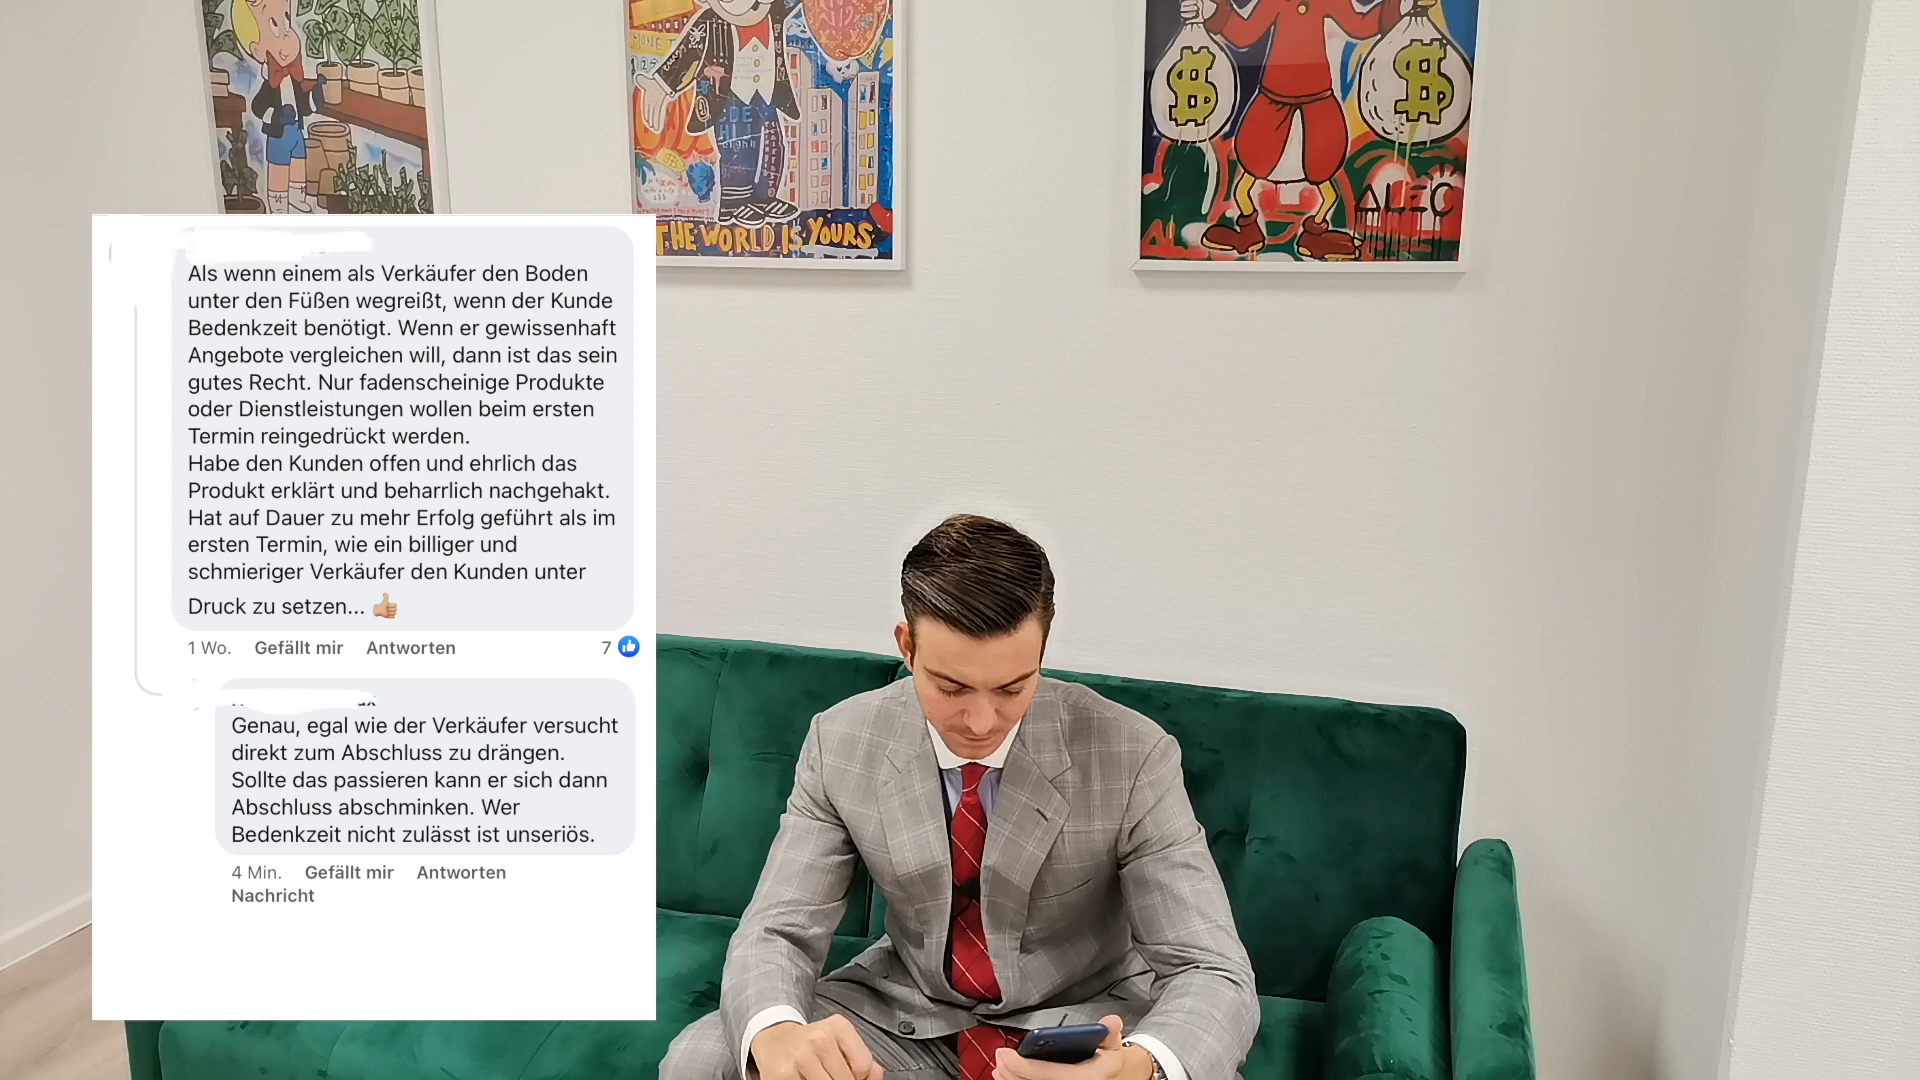 THE WORLD IS YOURS
$
$
ALEC
Als wenn einem als Verkäufer den Boden
unter den Füßen wegreißt, wenn der Kunde
Bedenkzeit benötigt. Wenn er gewissenhaft
Angebote vergleichen will, dann ist das sein
gutes Recht. Nur fadenscheinige Produkte
oder Dienstleistungen wollen beim ersten
Termin reingedrückt werden.
Habe den Kunden offen und ehrlich das
Produkt erklärt und beharrlich nachgehakt.
Hat auf Dauer zu mehr Erfolg geführt als im
ersten Termin, wie ein billiger und
schmieriger Verkäufer den Kunden unter
Druck zu setzen... 👍🏼
1 Wo. Gefällt mir Antworten 7
Genau, egal wie der Verkäufer versucht
direkt zum Abschluss zu drängen.
Sollte das passieren kann er sich dann
Abschluss abschminken. Wer
Bedenkzeit nicht zulässt ist unseriös.
4 Min. Gefällt mir Antworten
Nachricht